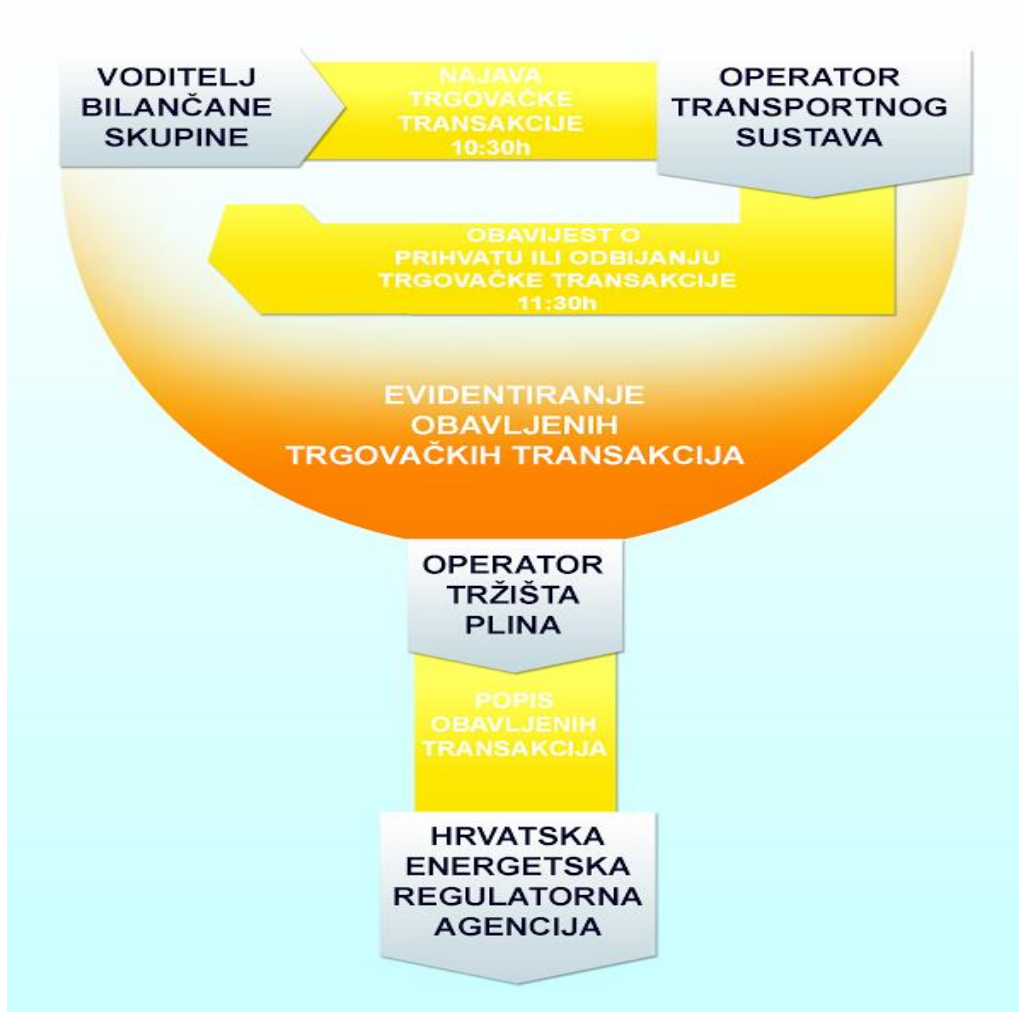 VODITELJ
BILANČANE
SKUPINE
NAJAVA
TRGOVAČKE
TRANSAKCIJE
10:30h
OPERATOR
TRANSPORTNOG
SUSTAVA
OBAVIJEST O
PRIHVATU ILI ODBIJANJU
TRGOVAČKE TRANSAKCIJE
11:30h
EVIDENTIRANJE
OBAVLJENIH
TRGOVAČKIH TRANSAKCIJA
OPERATOR
TRŽIŠTA
PLINA
POPIS
OBAVLJENIH
TRANSAKCIJA
HRVATSKA
ENERGETSKA
REGULATORNA
AGENCIJA